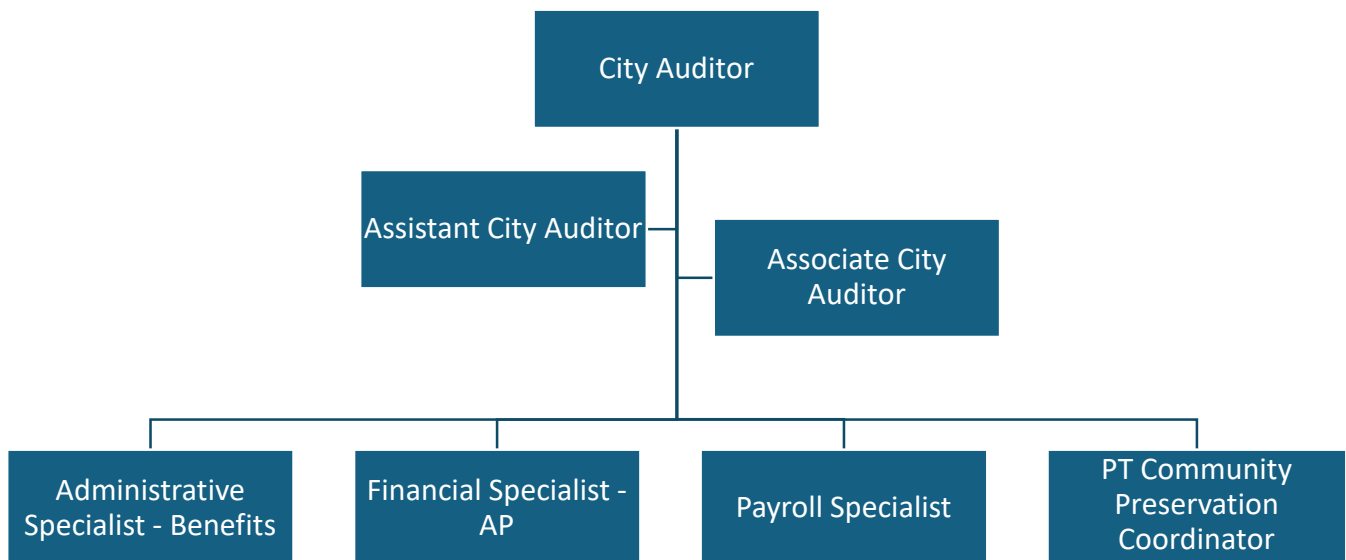 City Auditor
Assistant City Auditor
Associate City
Auditor
Administrative
Specialist - Benefits
Financial Specialist -
AP
Payroll Specialist
PT Community
Preservation
Coordinator